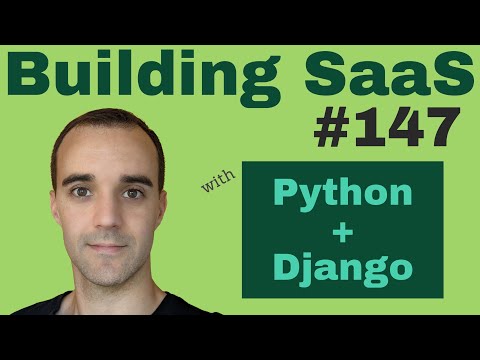 Building SaaS
#147
with
Python
+
Django